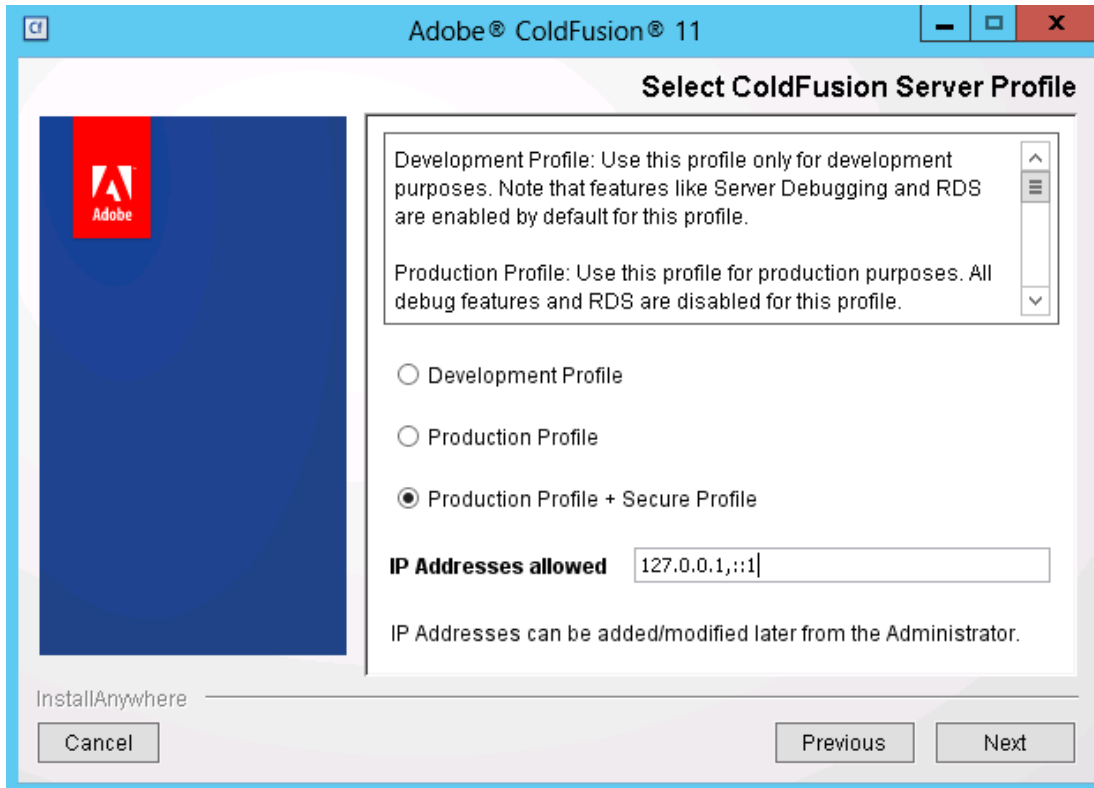 Cf
Adobe® ColdFusion® 11
Select ColdFusion Server Profile
Adobe
Development Profile: Use this profile only for development
purposes. Note that features like Server Debugging and RDS
are enabled by default for this profile.
Production Profile: Use this profile for production purposes. All
debug features and RDS are disabled for this profile.
Development Profile
Production Profile
Production Profile + Secure Profile
IP Addresses allowed 127.0.0.1,::1
IP Addresses can be added/modified later from the Administrator.
InstallAnywhere
Cancel Previous Next